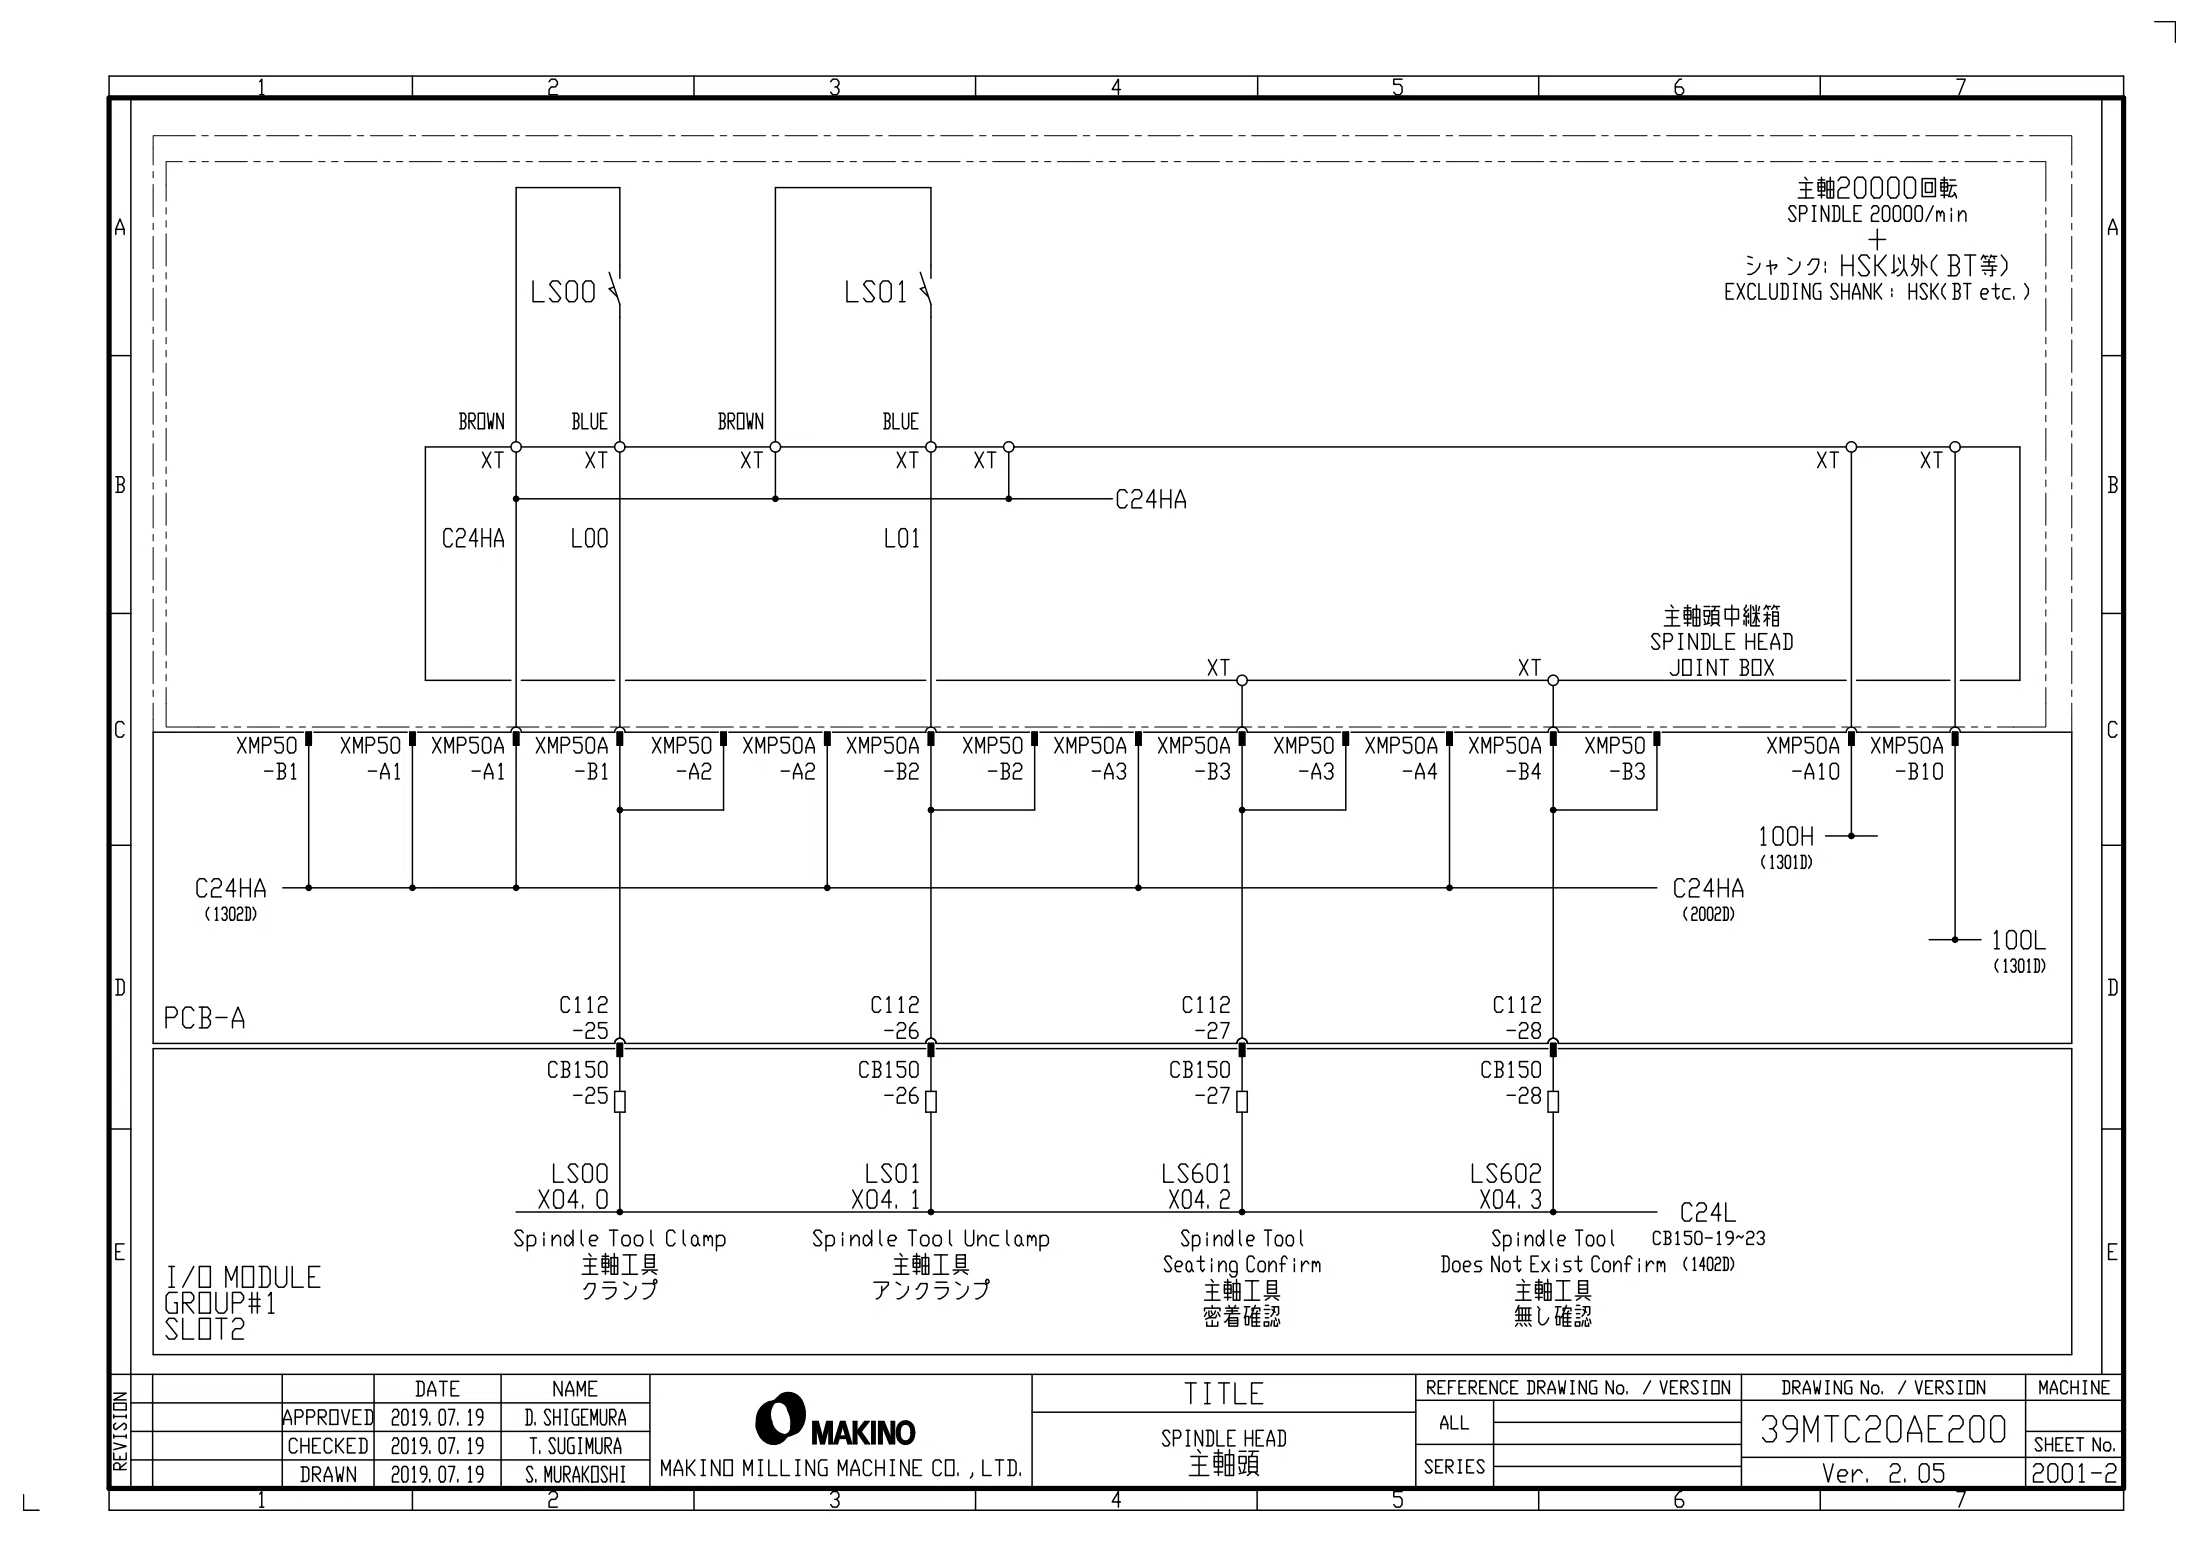 1 2 3 4 5 6 7
A A
B B
C C
D D
E E
主軸20000回転
SPINDLE 20000/min
+
シャンク: HSK以外( BT等)
EXCLUDING SHANK : HSK(BT etc. )
LS00
LS01
BROWN BLUE BROWN BLUE
XT XT XT XT XT XT XT
C24HA
C24HA L00 L01
主軸頭中継箱
SPINDLE HEAD
JOINT BOX
XT XT
XMP50 XMP50 XMP50A XMP50A XMP50 XMP50A XMP50A XMP50 XMP50A XMP50A XMP50 XMP50A XMP50A XMP50 XMP50A XMP50A
-B1 -A1 -A1 -B1 -A2 -A2 -B2 -B2 -A3 -B3 -A3 -A4 -B4 -B3 -A10 -B10
100H
(1301D)
C24HA C24HA
(1302D) (2002D)
100L
(1301D)
PCB-A
C112 C112 C112 C112
-25 -26 -27 -28
CB150 CB150 CB150 CB150
-25 -26 -27 -28
LS00 LS01 LS601 LS602
X04. 0 X04. 1 X04. 2 X04. 3
C24L
CB150-19~23
(1402D)
Spindle Tool Clamp
主軸工具
クランプ
Spindle Tool Unclamp
主軸工具
アンクランプ
Spindle Tool
Seating Confirm
主軸工具
密着確認
Spindle Tool
Does Not Exist Confirm
主軸工具
無し確認
I/O MODULE
GROUP#1
SLOT2
REVISION
DATE NAME
APPROVED 2019. 07. 19 D. SHIGEMURA
CHECKED 2019. 07. 19 T. SUGIMURA
DRAWN 2019. 07. 19 S. MURAKOSHI
MAKINO
MAKINO MILLING MACHINE CO. , LTD.
TITLE
SPINDLE HEAD
主軸頭
REFERENCE DRAWING No. / VERSION
ALL
SERIES
DRAWING No. / VERSION
39MTC20AE200
Ver. 2. 05
MACHINE
SHEET No.
2001-2
1 2 3 4 5 6 7